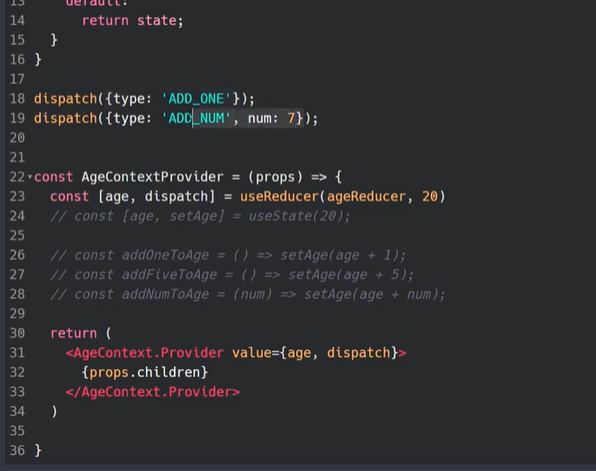 13 default:
14 return state;
15 }
16 }
17
18 dispatch({type: 'ADD_ONE'});
19 dispatch({type: 'ADD_NUM', num: 7});
20
21
22 const AgeContextProvider = (props) => {
23 const [age, dispatch] = useReducer(ageReducer, 20)
24 // const [age, setAge] = useState(20);
25
26 // const addOneToAge = () => setAge(age + 1);
27 // const addFiveToAge = () => setAge(age + 5);
28 // const addNumToAge = (num) => setAge(age + num);
29
30 return (
31 <AgeContext.Provider value={age, dispatch}>
32 {props.children}
33 </AgeContext.Provider>
34 )
35
36 }